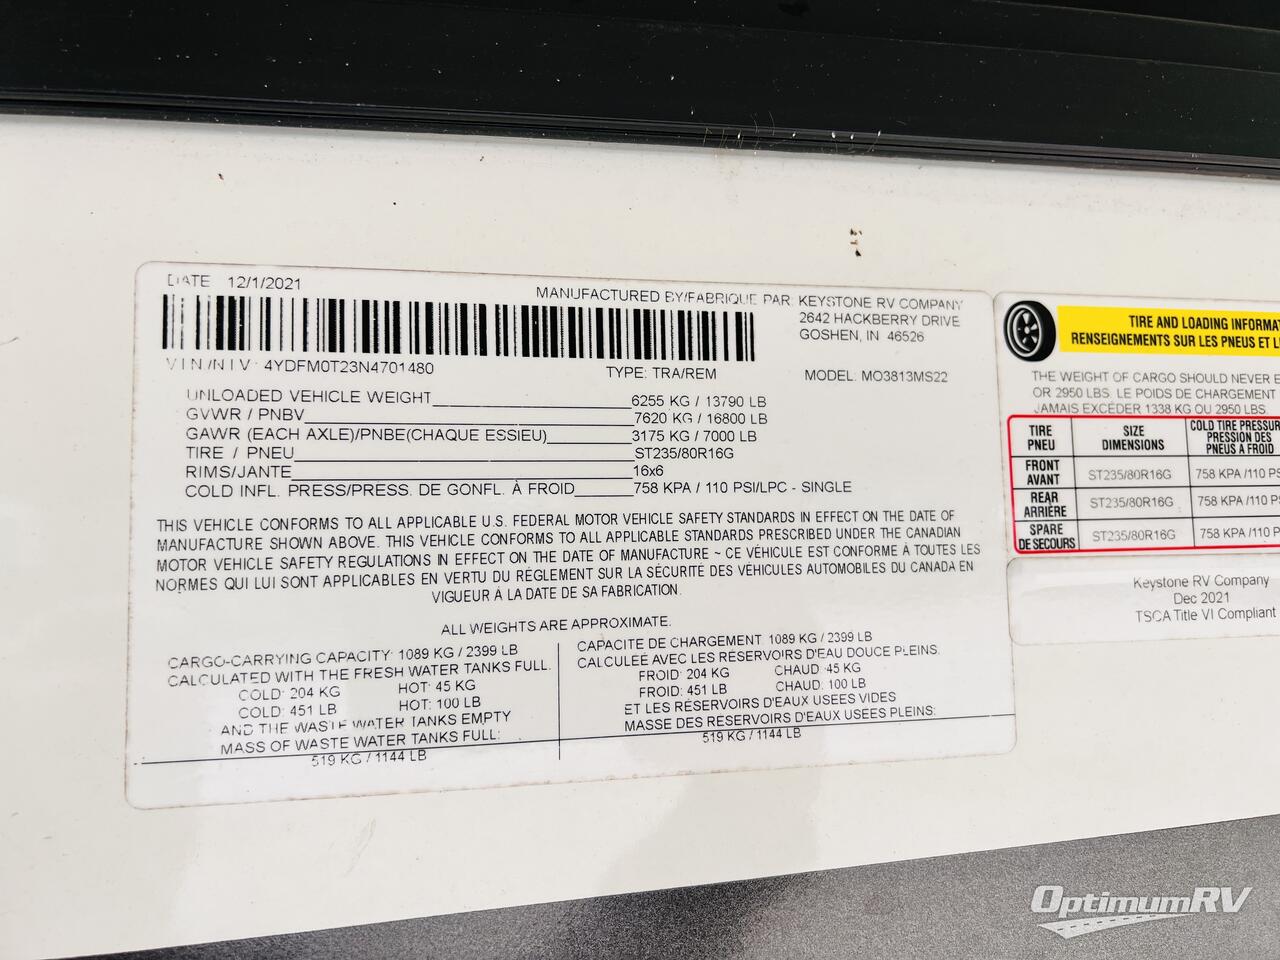 DATE 12/1/2021
MANUFACTURED BY/FABRIQUE PAR: KEYSTONE RV COMPANY
2642 HACKBERRY DRIVE
GOSHEN, IN 46526
VIN/NIV: 4YDFM0T23N4701480
TYPE: TRA/REM
MODEL: MO3813MS22
UNLOADED VEHICLE WEIGHT 6255 KG / 13790 LB
GVWR / PNBV 7620 KG / 16800 LB
GAWR (EACH AXLE)/PNBE(CHAQUE ESSIEU) 3175 KG / 7000 LB
TIRE / PNEU ST235/80R16G
RIMS/JANTE 16x6
COLD INFL. PRESS/PRESS. DE GONFL. À FROID 758 KPA / 110 PSI/LPC - SINGLE
THIS VEHICLE CONFORMS TO ALL APPLICABLE U.S. FEDERAL MOTOR VEHICLE SAFETY STANDARDS IN EFFECT ON THE DATE OF
MANUFACTURE SHOWN ABOVE. THIS VEHICLE CONFORMS TO ALL APPLICABLE STANDARDS PRESCRIBED UNDER THE CANADIAN
MOTOR VEHICLE SAFETY REGULATIONS IN EFFECT ON THE DATE OF MANUFACTURE ~ CE VÉHICULE EST CONFORME À TOUTES LES
NORMES QUI LUI SONT APPLICABLES EN VERTU DU RÈGLEMENT SUR LA SÉCURITÉ DES VÉHICULES AUTOMOBILES DU CANADA EN
VIGUEUR À LA DATE DE SA FABRICATION.
ALL WEIGHTS ARE APPROXIMATE.
CARGO-CARRYING CAPACITY: 1089 KG / 2399 LB
CALCULATED WITH THE FRESH WATER TANKS FULL.
COLD: 204 KG HOT: 45 KG
COLD: 451 LB HOT: 100 LB
AND THE WASTE WATER TANKS EMPTY
MASS OF WASTE WATER TANKS FULL:
519 KG / 1144 LB
CAPACITE DE CHARGEMENT: 1089 KG / 2399 LB
CALCULEÉ AVEC LES RÉSERVOIRS D'EAU DOUCE PLEINS.
FROID: 204 KG CHAUD: 45 KG
FROID: 451 LB CHAUD: 100 LB
ET LES RÉSERVOIRS D'EAUX USÉES VIDES
MASSE DES RÉSERVOIRS D'EAUX USÉES PLEINS:
519 KG / 1144 LB
TIRE AND LOADING
RENSEIGNEMENTS SUR LES PNEUS ET
THE WEIGHT OF CARGO SHOULD NEVER
OR 2950 LBS. LE POIDS DE CHARGEMENT
JAMAIS EXCÉDER 1338 KG OU 2950 LBS.
TIRE
PNEU
SIZE
DIMENSIONS
COLD TIRE PRESSURE
PRESSION DES
PNEUS A FROID
FRONT
AVANT
ST235/80R16G
758 KPA /110
REAR
ARRIÈRE
ST235/80R16G
758 KPA /110
SPARE
DE SECOURS
ST235/80R16G
758 KPA /110
Keystone RV Company
Dec 2021
TSCA Title VI Compliant
OptimumRV